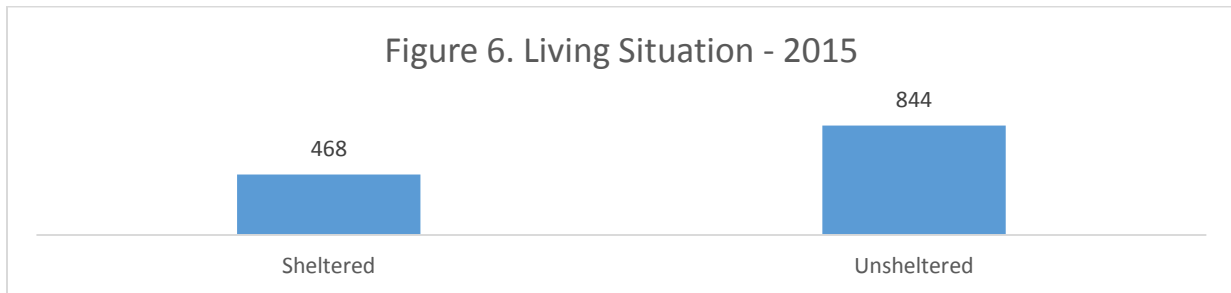 Figure 6. Living Situation - 2015
844
468
Sheltered
Unsheltered